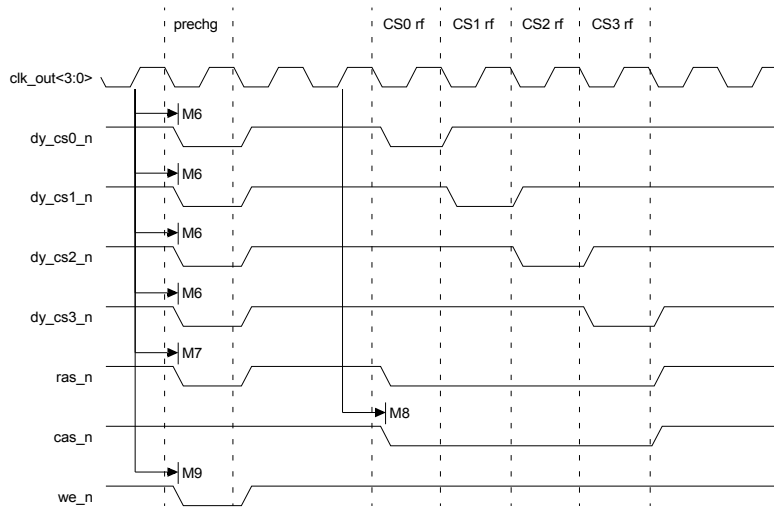 prechg CS0 rf CS1 rf CS2 rf CS3 rf
clk_out<3:0>
M6
dy_cs0_n
M6
dy_cs1_n
M6
dy_cs2_n
M6
dy_cs3_n
M7
ras_n
M8
cas_n
M9
we_n